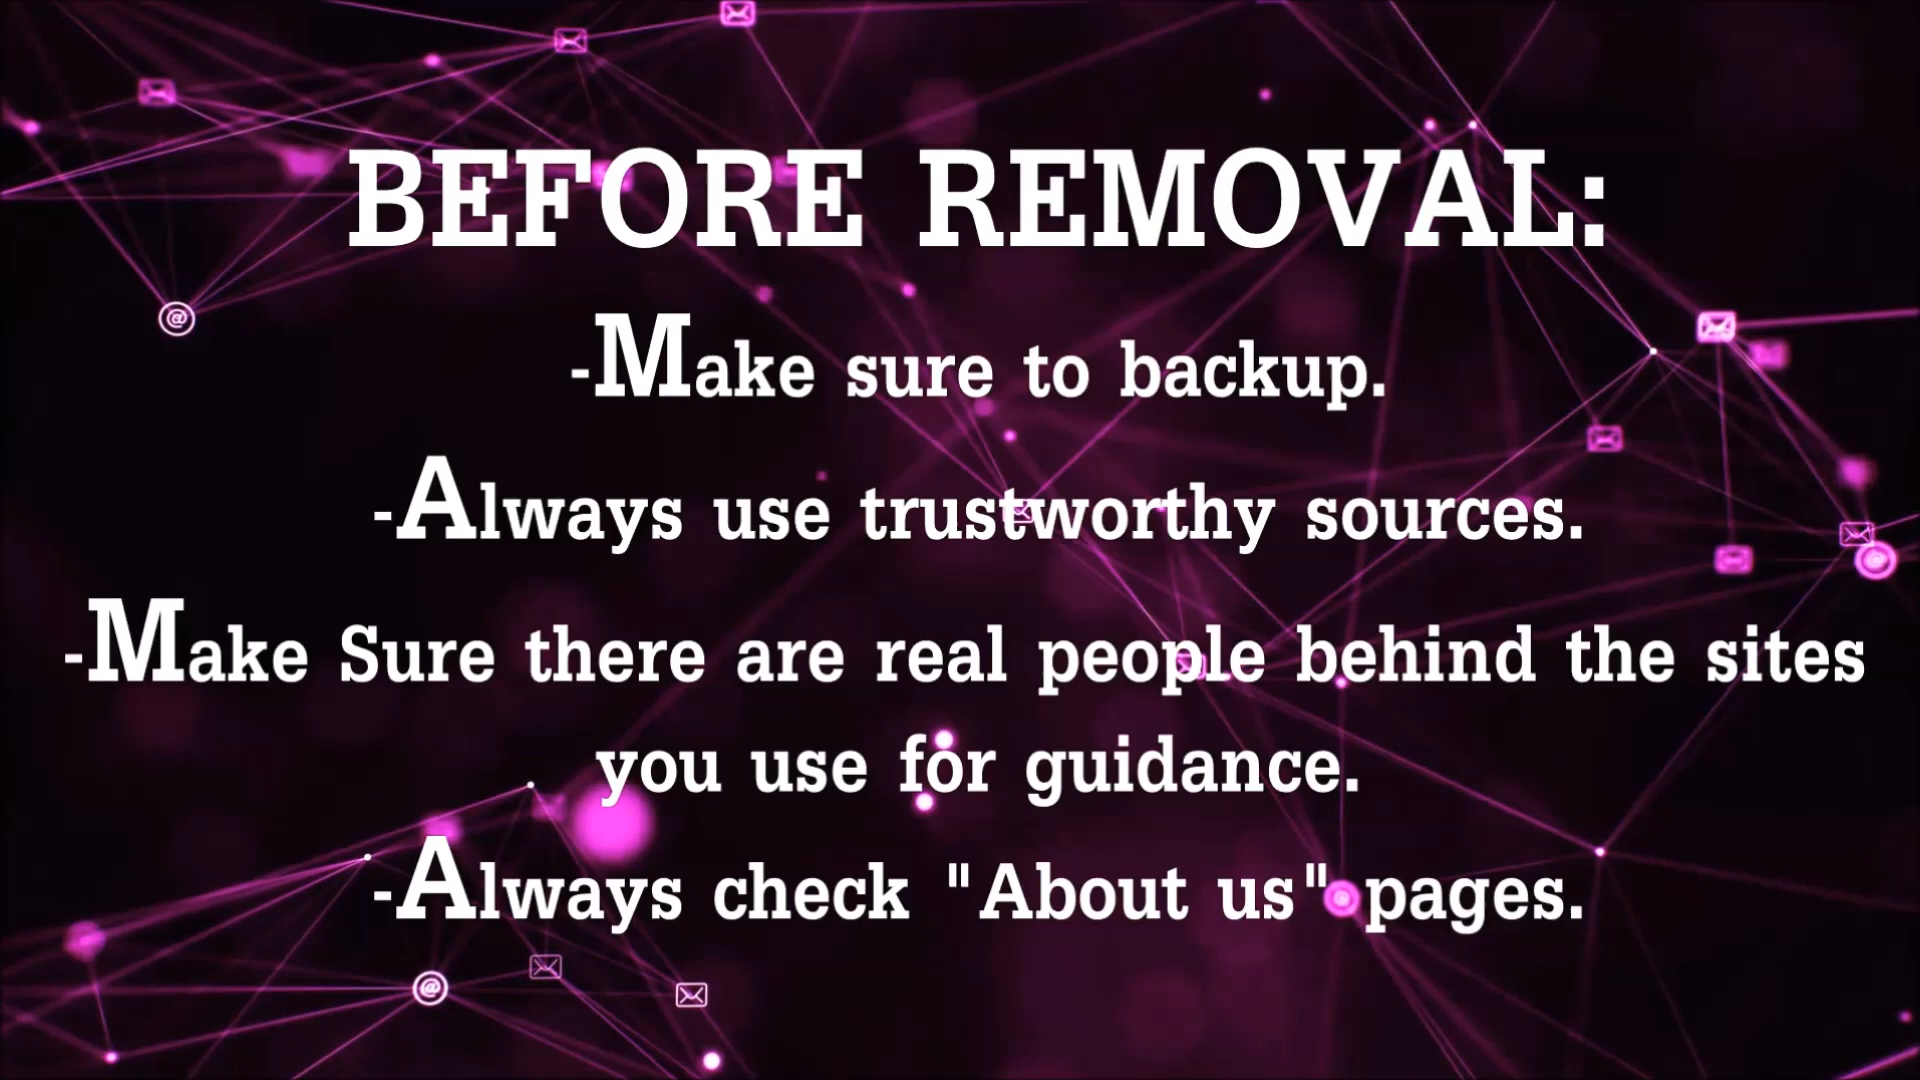 BEFORE REMOVAL:
-Make sure to backup.
-Always use trustworthy sources.
-Make Sure there are real people behind the sites
you use for guidance.
-Always check "About us" pages.